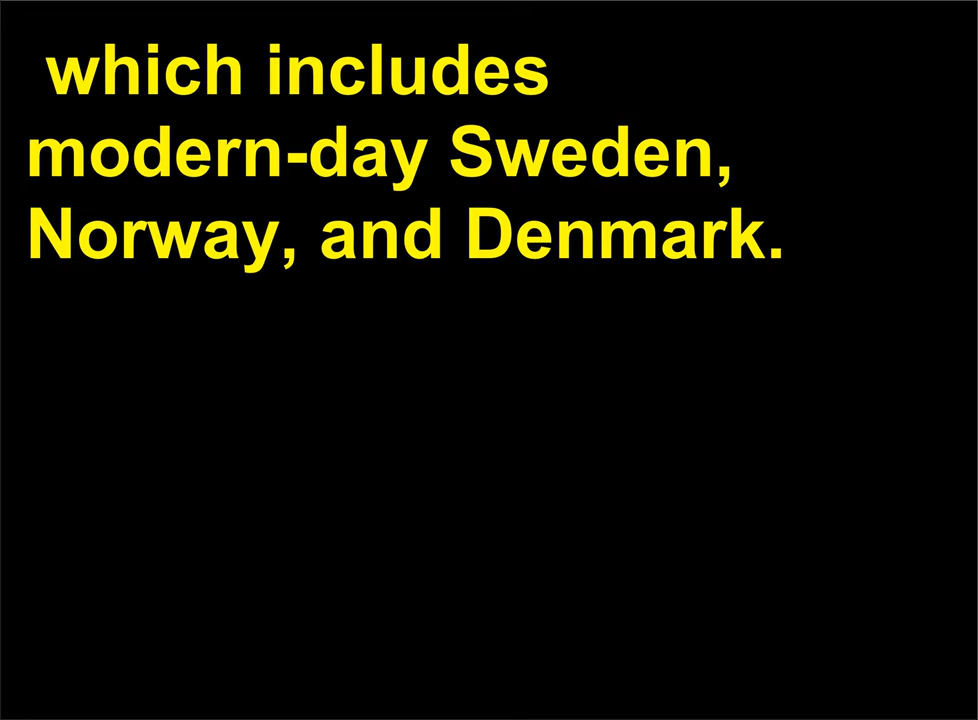 which includes
modern-day Sweden,
Norway, and Denmark.